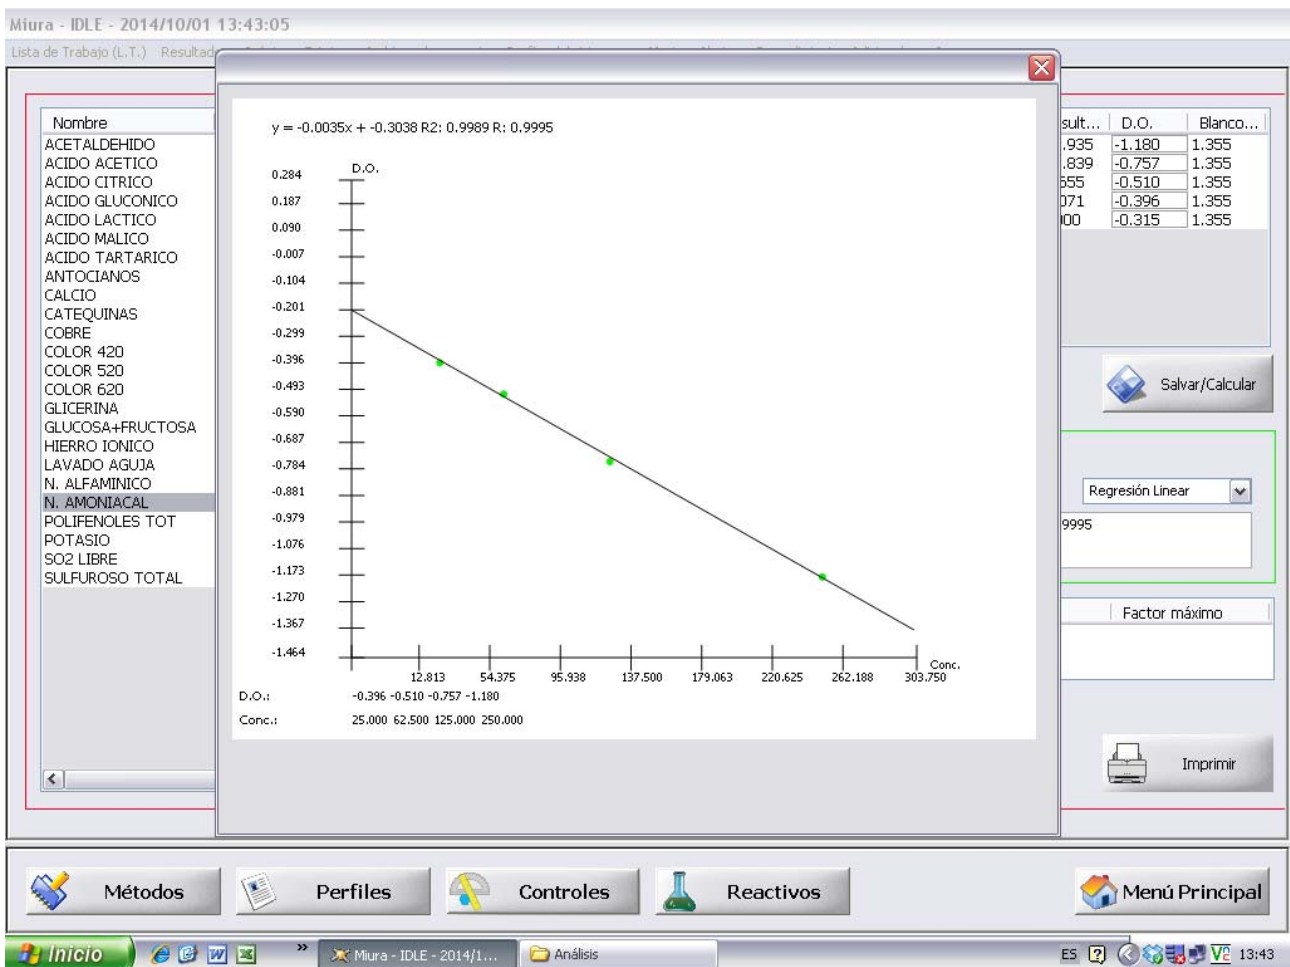 Miura - IDLE - 2014/10/01 13:43:05
Lista de Trabajo (L.T.)
Nombre
ACETALDEHIDO
ACIDO ACETICO
ACIDO CITRICO
ACIDO GLUCONICO
ACIDO LACTICO
ACIDO MALICO
ACIDO TARTARICO
ANTOCIANOS
CALCIO
CATEQUINAS
COBRE
COLOR 420
COLOR 520
COLOR 620
GLICERINA
GLUCOSA+FRUCTOSA
HIERRO IONICO
LAVADO AGUJA
N. ALFAMINICO
N. AMONIACAL
POLIFENOLES TOT
POTASIO
SO2 LIBRE
SULFUROSO TOTAL
y = -0.0035x + -0.3038 R2: 0.9989 R: 0.9995
D.O.
0.284
0.187
0.090
-0.007
-0.104
-0.201
-0.299
-0.396
-0.493
-0.590
-0.687
-0.784
-0.881
-0.979
-1.076
-1.173
-1.270
-1.367
-1.464
Conc.
12.813 54.375 95.938 137.500 179.063 220.625 262.188 303.750
D.O.: -0.396 -0.510 -0.757 -1.180
Conc.: 25.000 62.500 125.000 250.000
sult... D.O. Blanco...
.935 -1.180 1.355
.839 -0.757 1.355
555 -0.510 1.355
071 -0.396 1.355
00 -0.315 1.355
Salvar/Calcular
Regresión Linear
9995
Factor máximo
Imprimir
Métodos Perfiles Controles Reactivos Menú Principal
Inicio » Miura - IDLE - 2014/1... Análisis ES 13:43